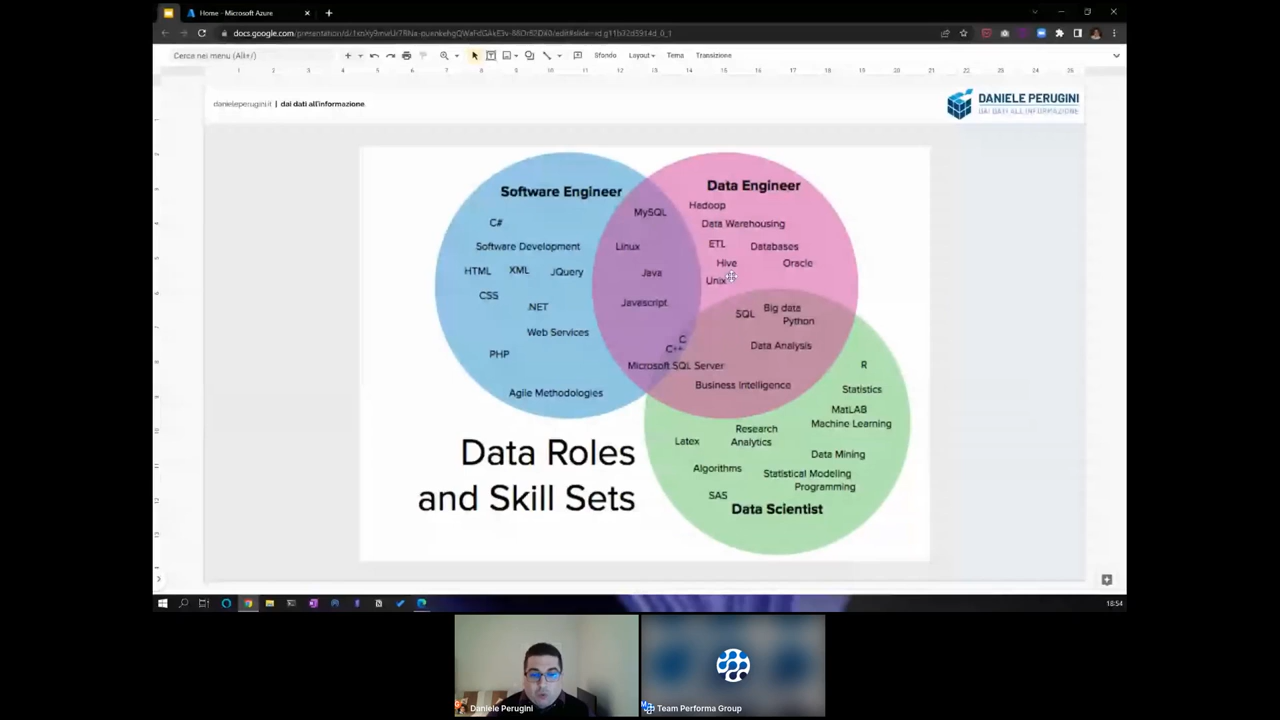 Home - Microsoft Azure
Cerca nei menu (Alt+/)
Sfondo
Layout
Tema
Transizione
danieleperugini.it | dai dati all'informazione
DANIELE PERUGINI
DAI DATI ALL'INFORMAZIONE
Software Engineer
C#
Software Development
HTML
XML
JQuery
CSS
.NET
Web Services
PHP
Agile Methodologies
MySQL
Linux
Java
Javascript
C
C++
Microsoft SQL Server
Data Engineer
Hadoop
Data Warehousing
ETL
Databases
Hive
Oracle
Unix
SQL
Big data
Python
Data Analysis
Business Intelligence
R
Statistics
MatLAB
Machine Learning
Latex
Research
Analytics
Data Mining
Algorithms
Statistical Modeling
Programming
SAS
Data Scientist
Data Roles
and Skill Sets
18:54
Daniele Perugini
Team Performa Group